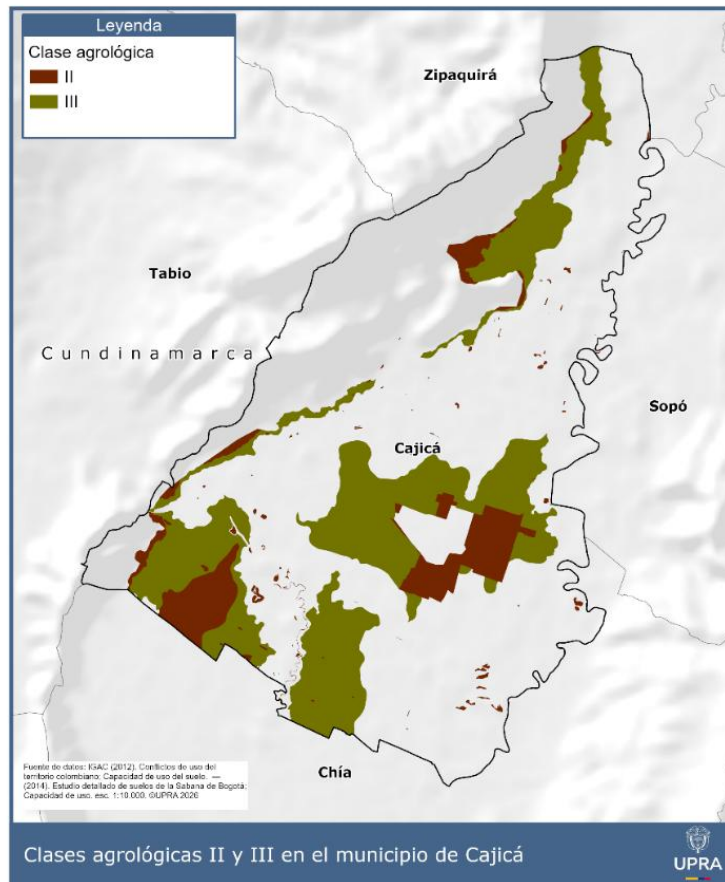 Leyenda
Clase agrológica
II
III
Zipaquirá
Tabio
Cundinamarca
Sopó
Cajicá
Chía
Fuente de datos: IGAC (2012). Conflictos de uso del
territorio colombiano; Capacidad de uso del suelo. —
(2014). Estudio detallado de suelos de la Sabana de Bogotá;
Capacidad de uso. esc. 1:10.000. ©UPRA 2026
Clases agrológicas II y III en el municipio de Cajicá
UPRA